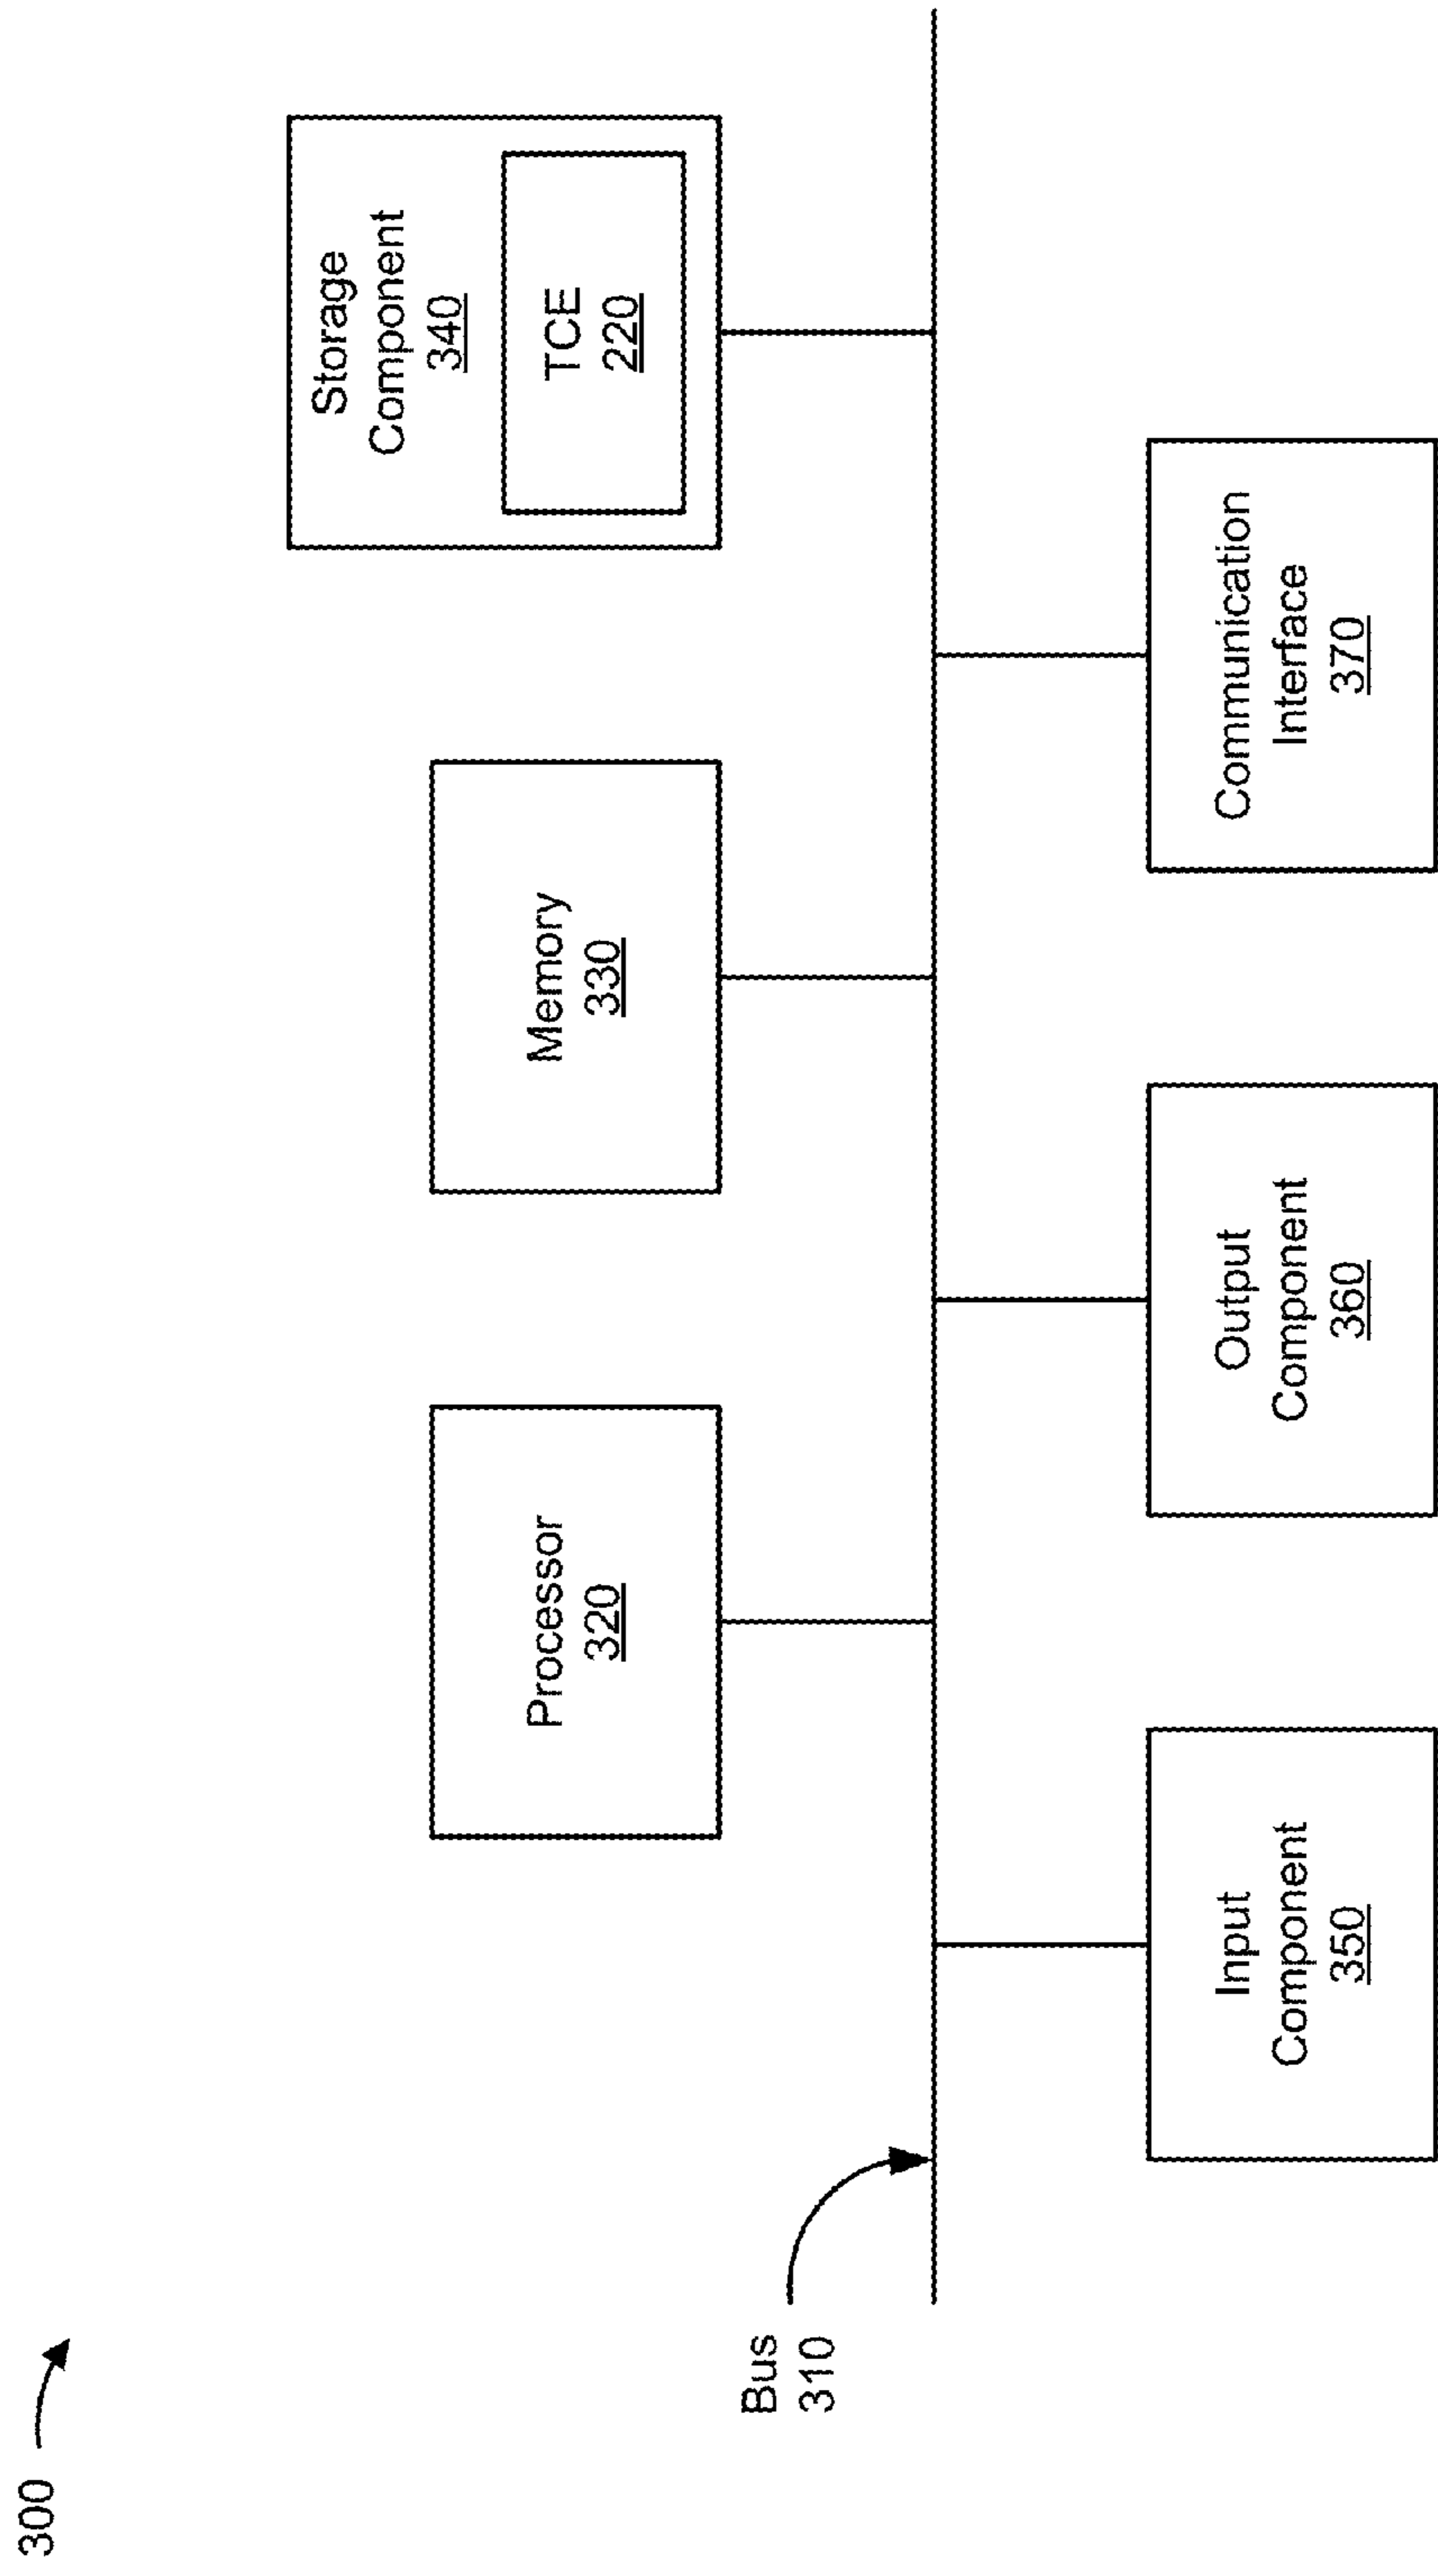 300
Processor
320
Memory
330
Storage
Component
340
TCE
220
Bus
310
Input
Component
350
Output
Component
360
Communication
Interface
370